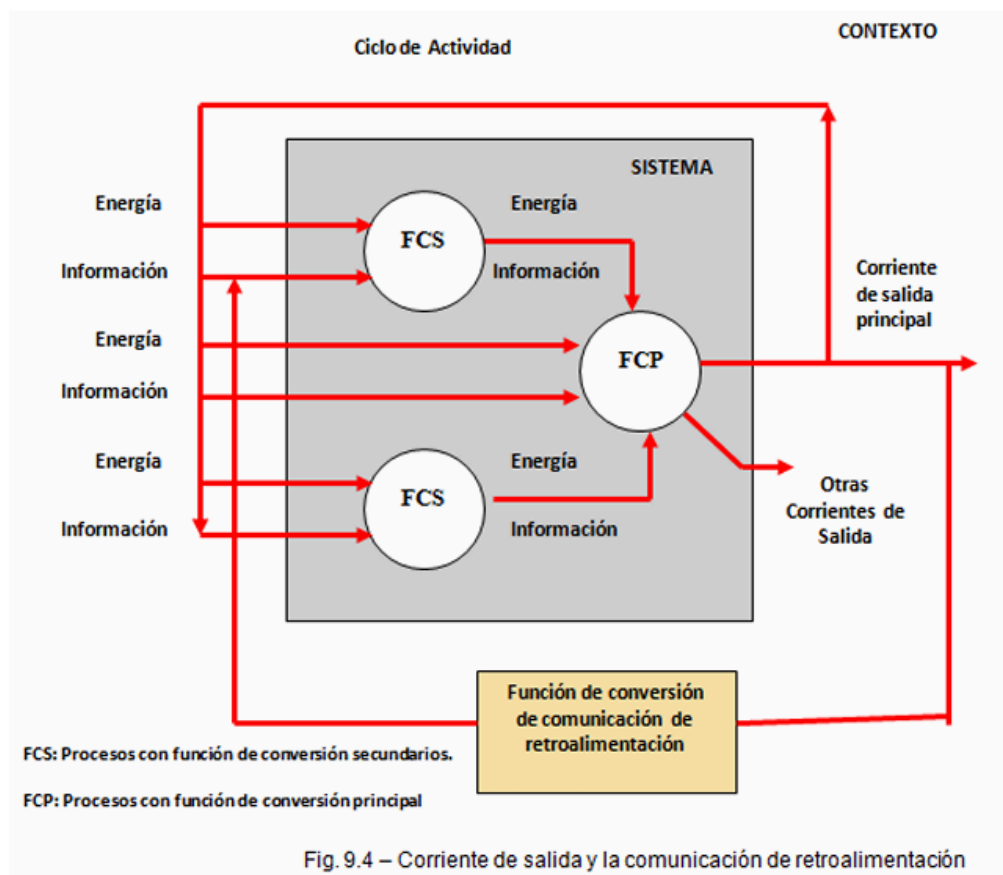 CONTEXTO
Ciclo de Actividad
SISTEMA
Energía
Energía
FCS
Información
Información
Corriente
de salida
principal
Energía
FCP
Información
Energía
Energía
FCS
Otras
Corrientes de
Salida
Información
Información
Función de conversión
de comunicación de
retroalimentación
FCS: Procesos con función de conversión secundarios.
FCP: Procesos con función de conversión principal
Fig. 9.4 – Corriente de salida y la comunicación de retroalimentación